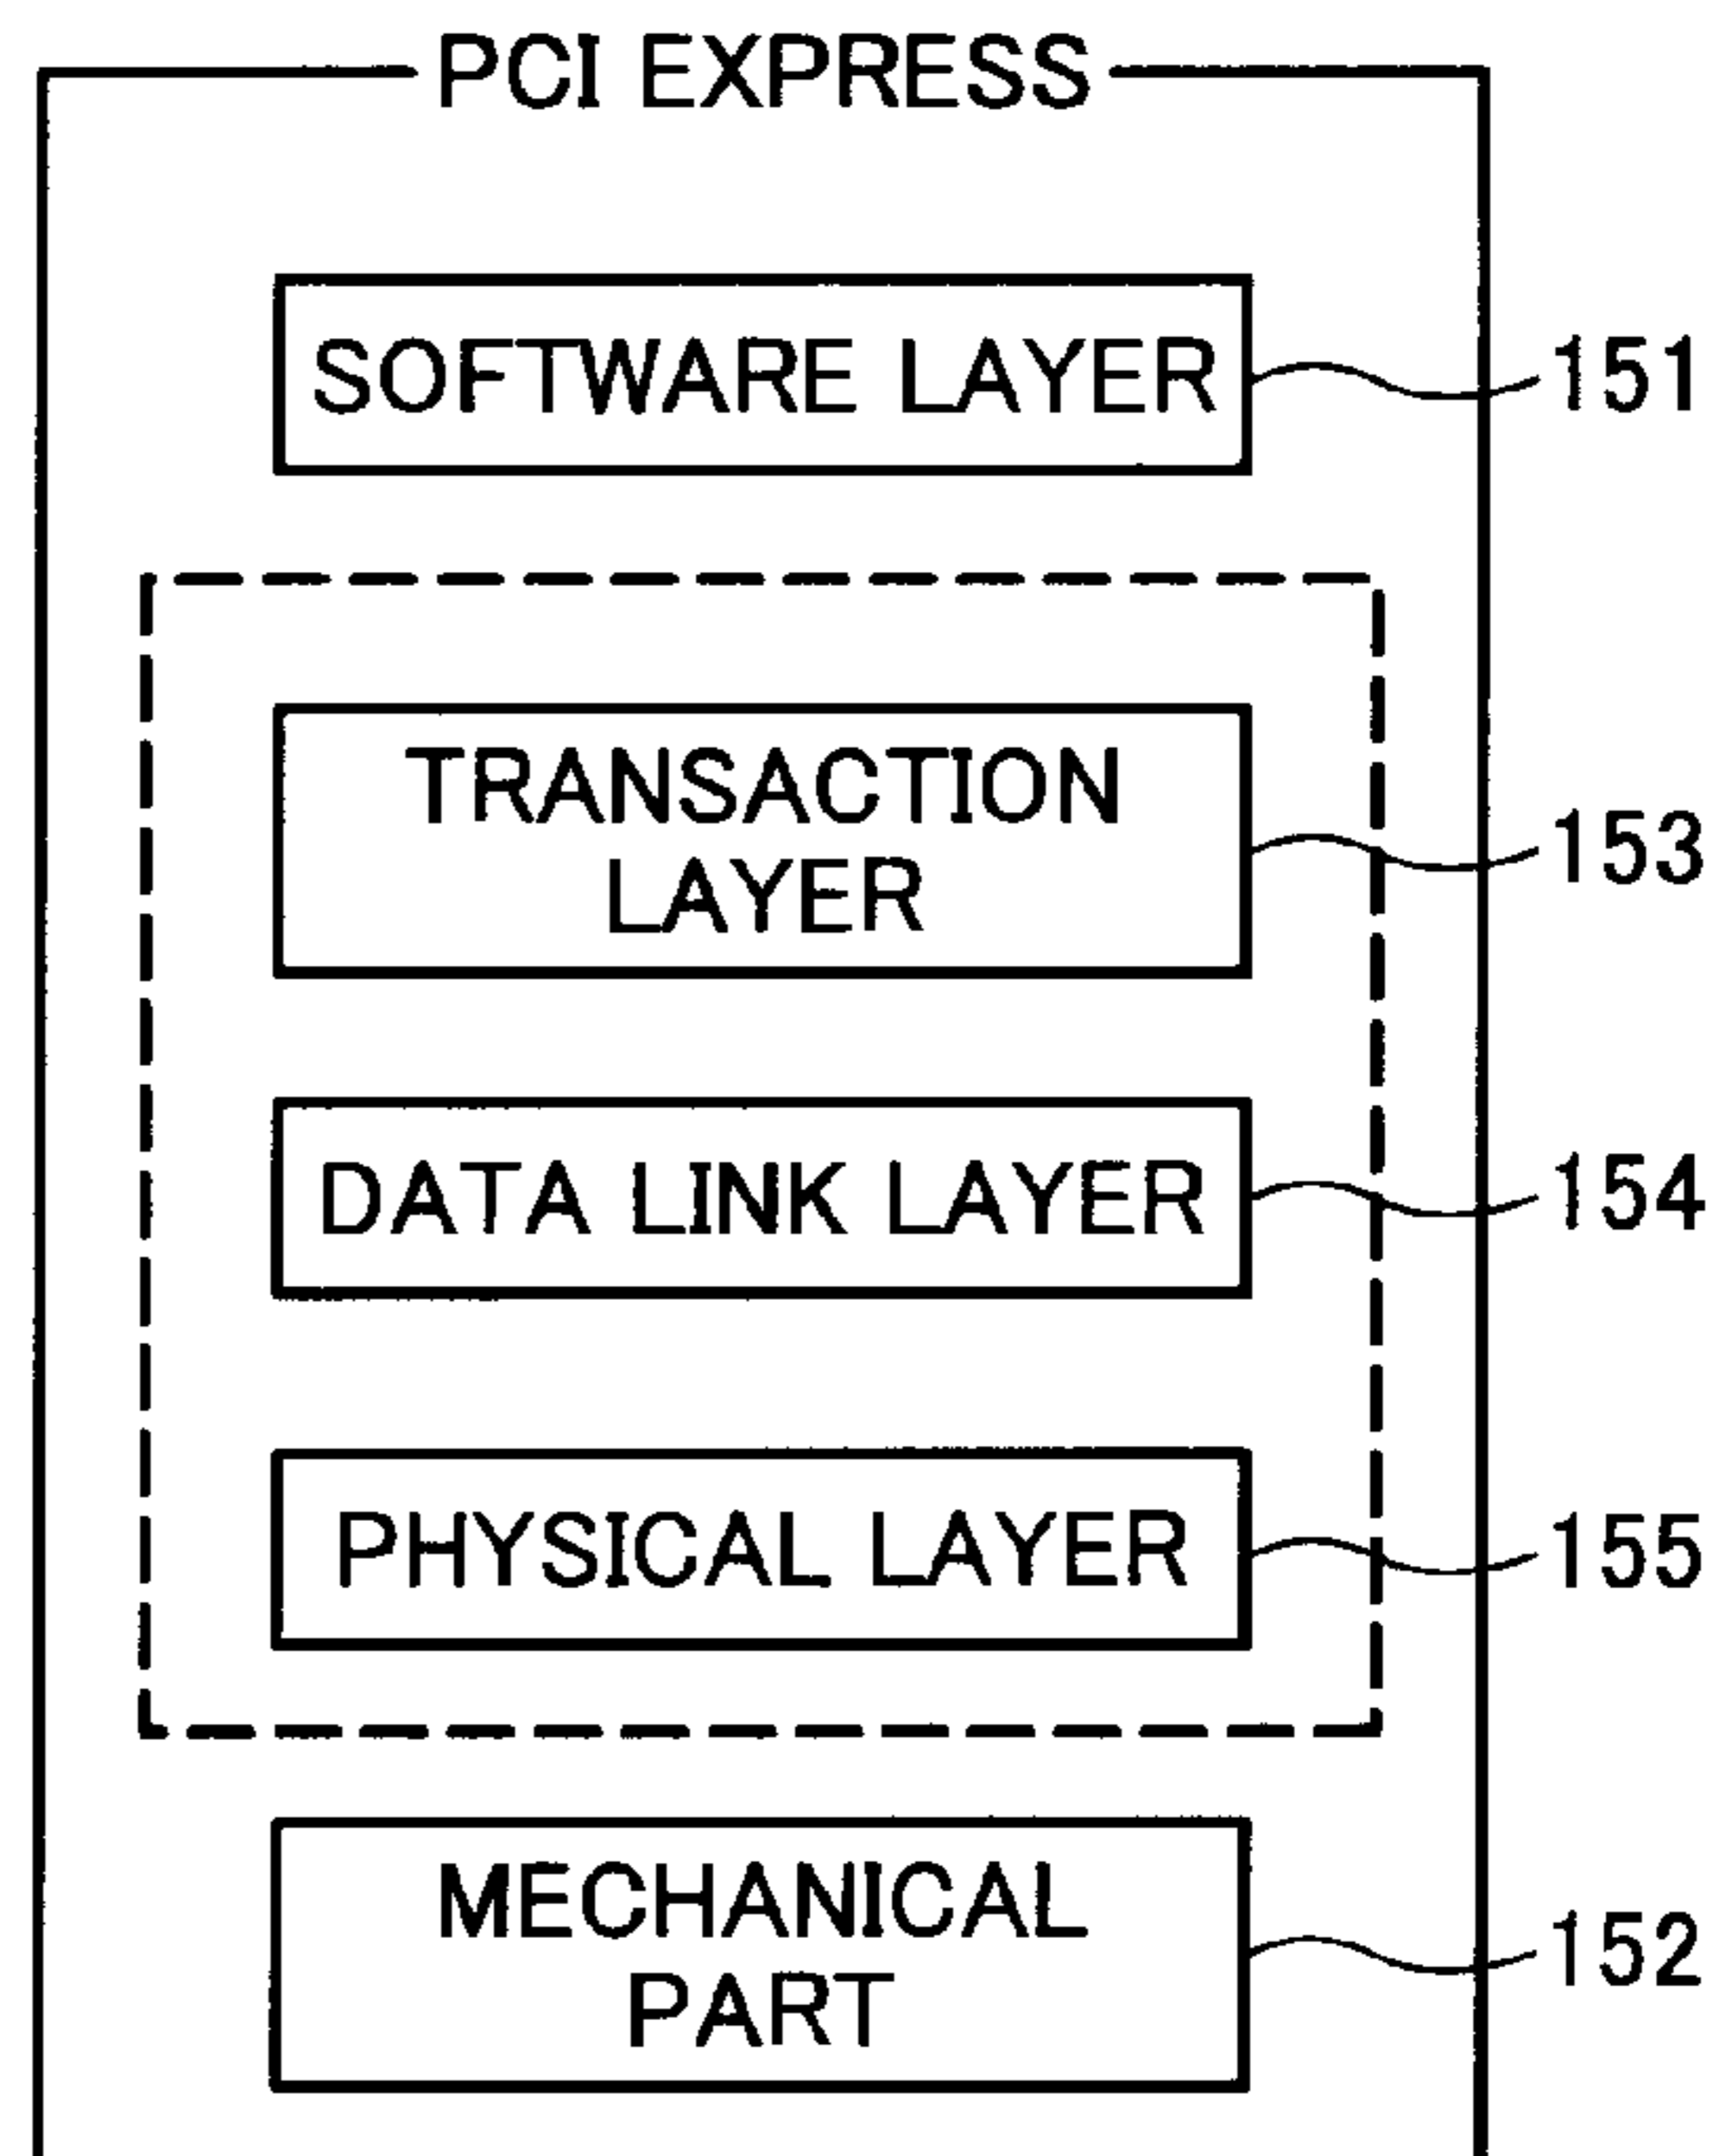 PCI EXPRESS
SOFTWARE LAYER
151
TRANSACTION
LAYER
153
DATA LINK LAYER
154
PHYSICAL LAYER
155
MECHANICAL
PART
152